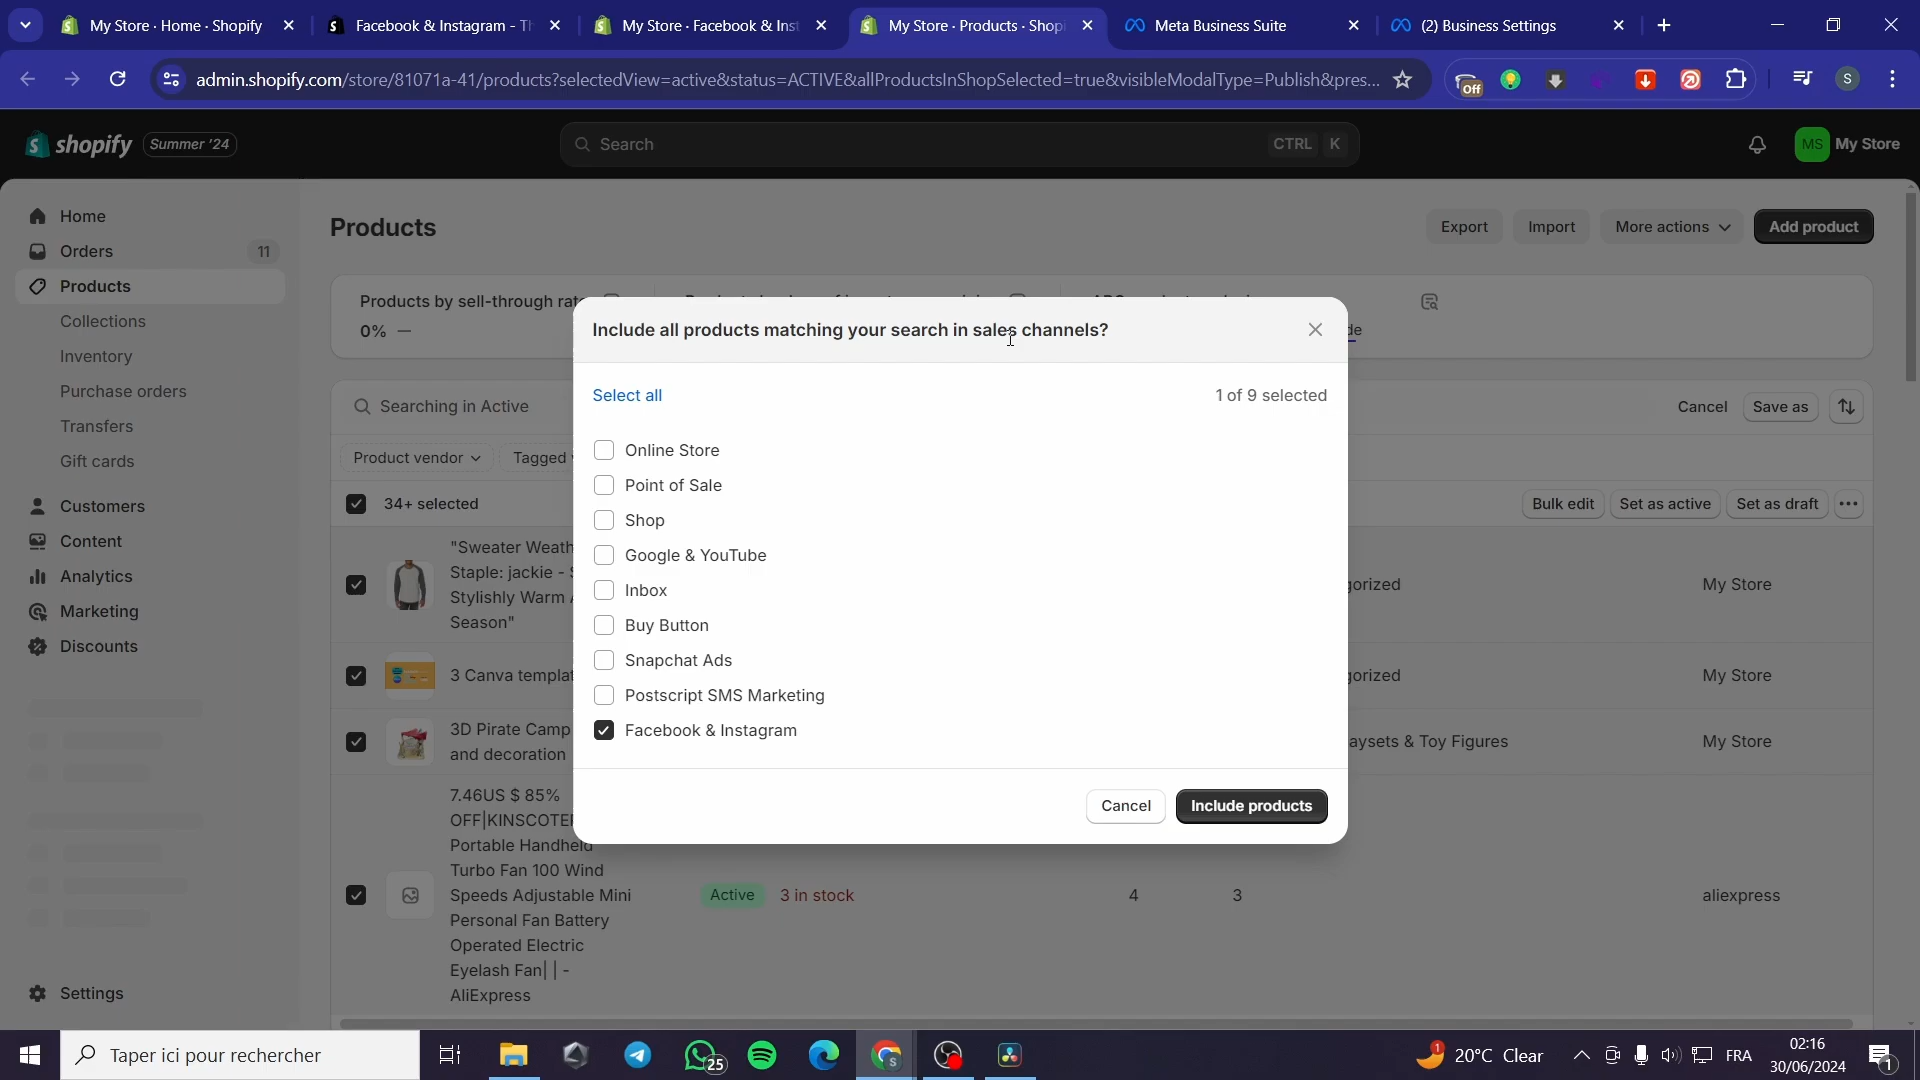 My Store · Home · Shopify
Facebook & Instagram - Th
My Store · Facebook & Inst
My Store · Products · Shopi
Meta Business Suite
(2) Business Settings
admin.shopify.com/store/81071a-41/products?selectedView=active&status=ACTIVE&allProductsInShopSelected=true&visibleModalType=Publish&pres...
Off
S
shopify
Summer '24
Search
CTRL K
MS
My Store
Home
Orders
11
Products
Collections
Inventory
Purchase orders
Transfers
Gift cards
Customers
Content
Analytics
Marketing
Discounts
Settings
Products
Export
Import
More actions
Add product
Products by sell-through rate
0% —
Searching in Active
Cancel
Save as
Product vendor
Tagged
34+ selected
Bulk edit
Set as active
Set as draft
Include all products matching your search in sales channels?
Select all
1 of 9 selected
Online Store
Point of Sale
Shop
Google & YouTube
Inbox
Buy Button
Snapchat Ads
Postscript SMS Marketing
Facebook & Instagram
Cancel
Include products
"Sweater Weath
Staple: jackie - S
Stylishly Warm
Season"
gorized
My Store
3 Canva templat
gorized
My Store
3D Pirate Camp
and decoration
aysets & Toy Figures
My Store
7.46US $ 85%
OFF|KINSCOTER
Portable Handheld
Turbo Fan 100 Wind
Speeds Adjustable Mini
Personal Fan Battery
Operated Electric
Eyelash Fan| | -
AliExpress
Active
3 in stock
4
3
aliexpress
Taper ici pour rechercher
25
1
20°C Clear
FRA
02:16
30/06/2024
1